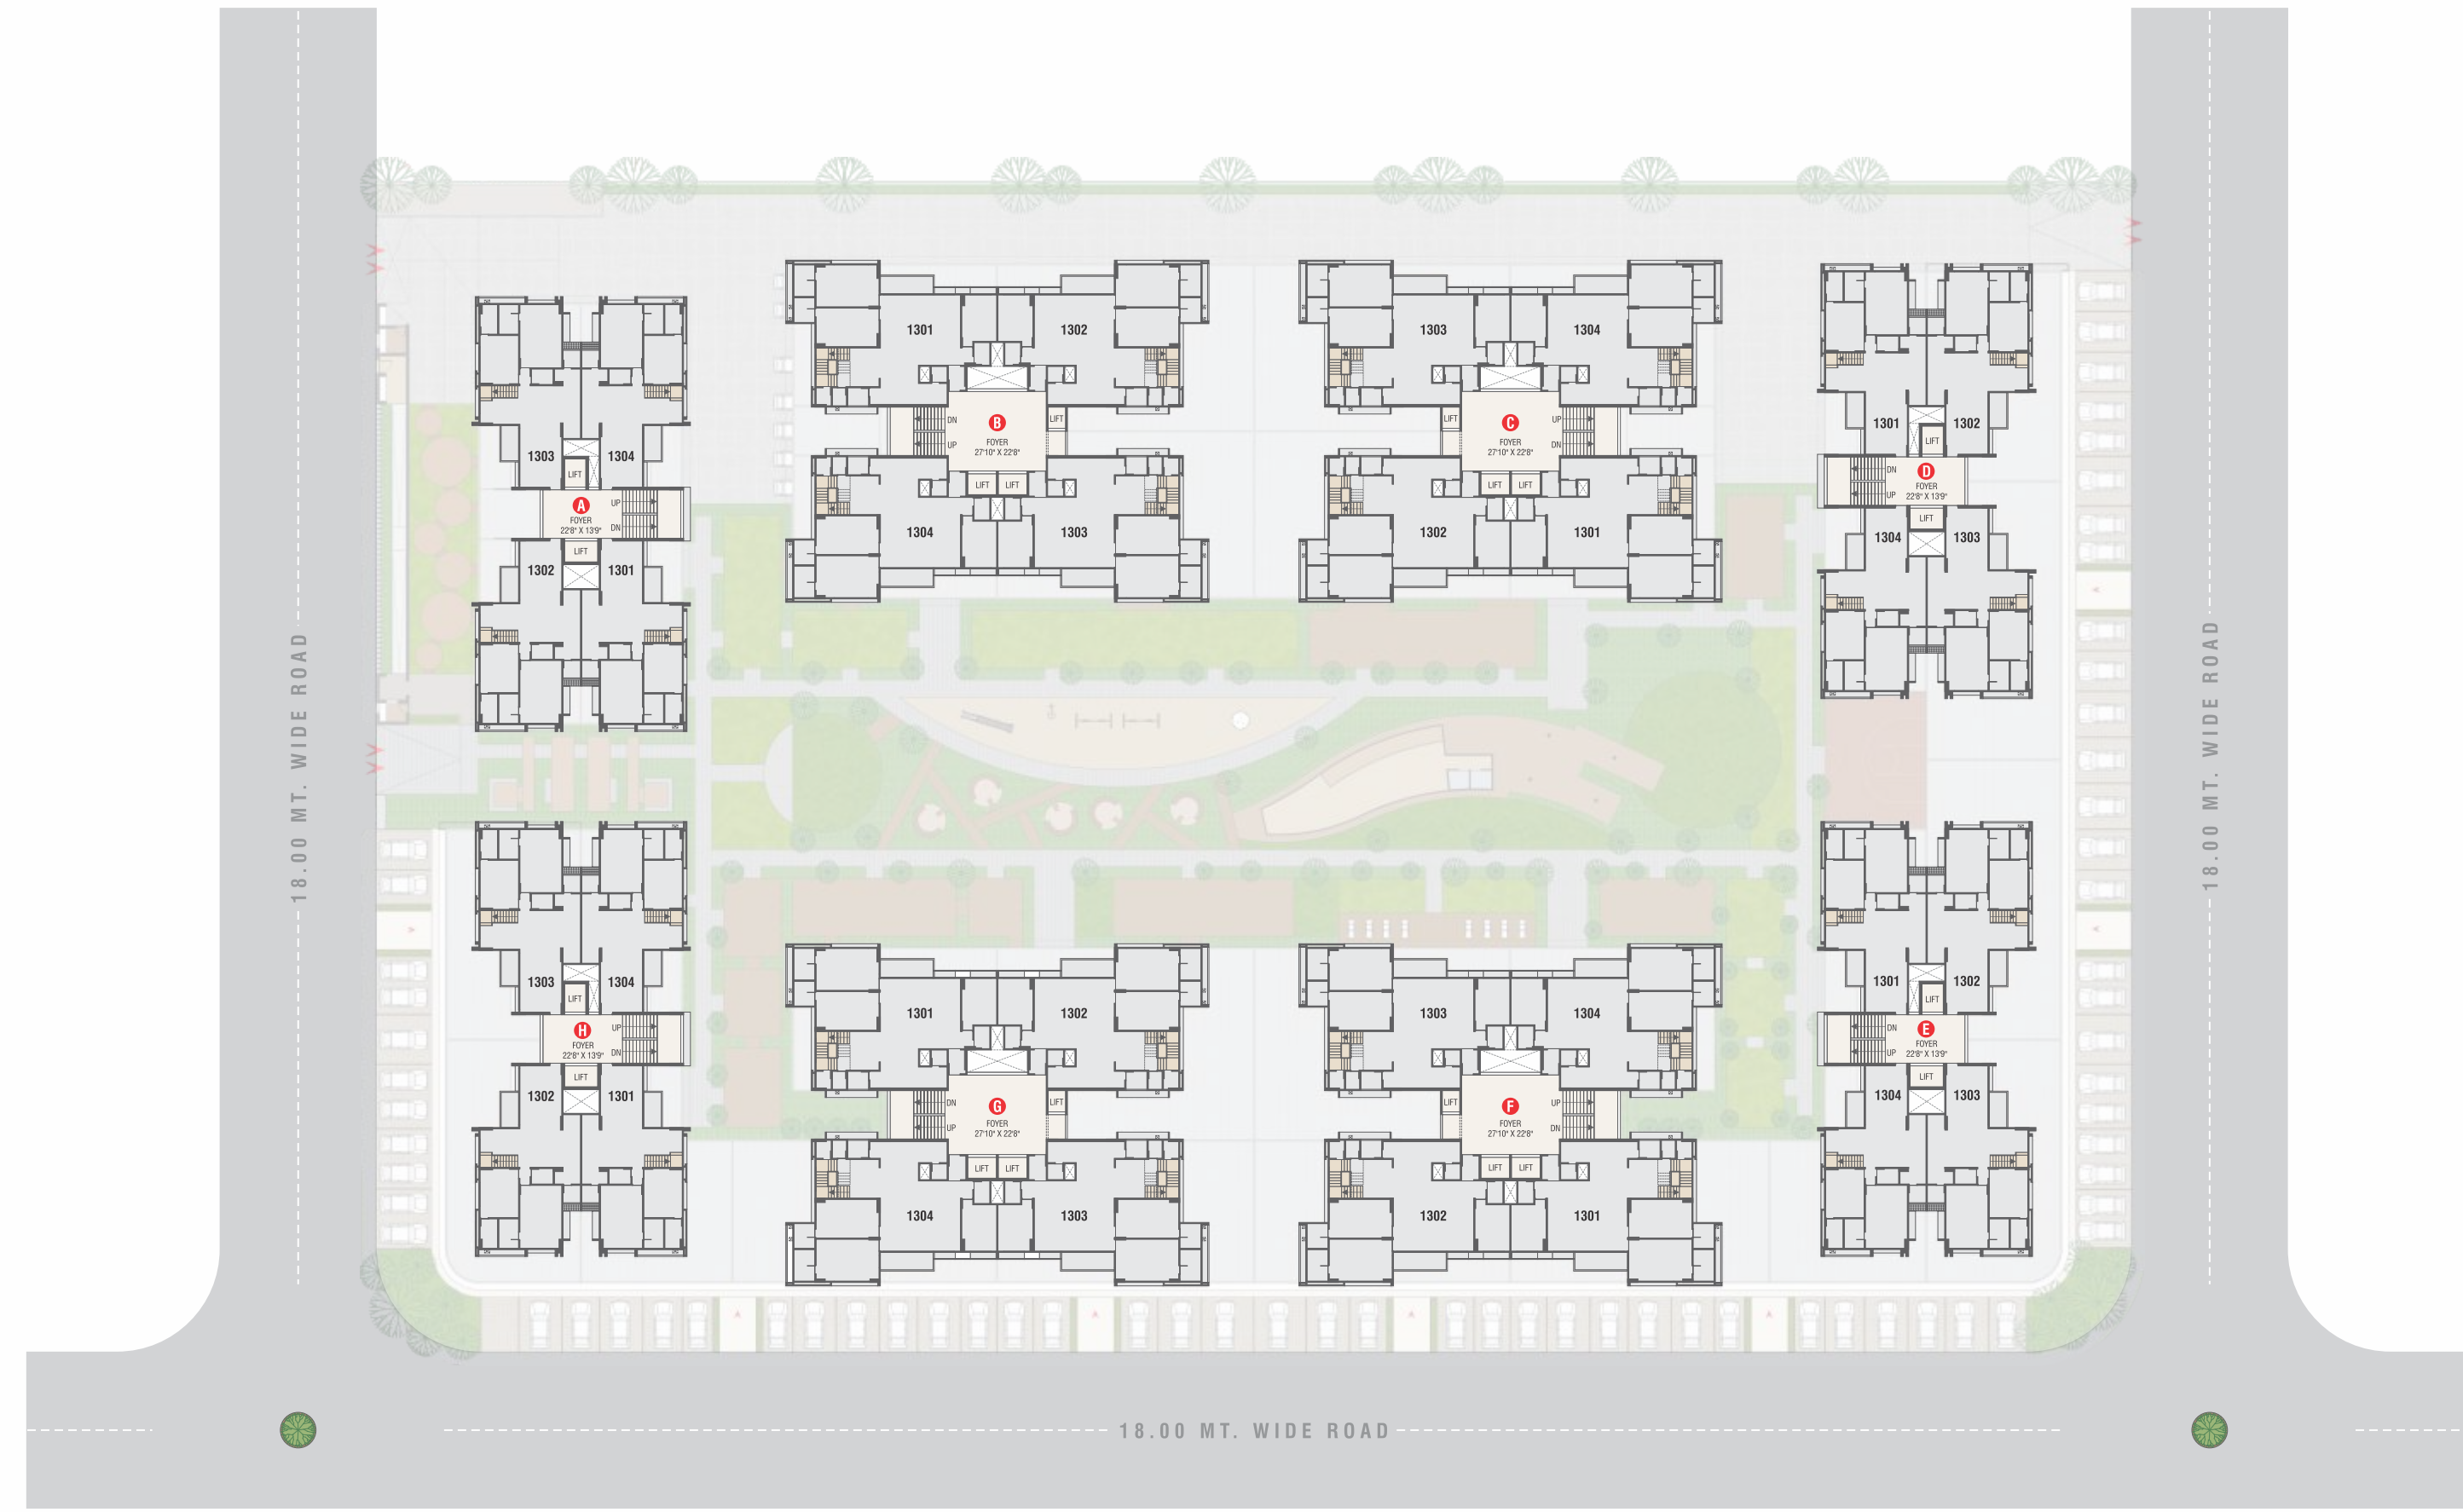 1301
1302
B
FOYER
27'10" X 22'8"
DN
UP
LIFT
LIFT
LIFT
1304
1303
1303
1304
C
FOYER
27'10" X 22'8"
LIFT
UP
DN
LIFT
LIFT
1302
1301
1303
1304
LIFT
A
FOYER
22'8" X 13'9"
UP
DN
LIFT
1302
1301
1301
1302
LIFT
D
FOYER
22'8" X 13'9"
DN
UP
LIFT
1304
1303
18.00 MT. WIDE ROAD
18.00 MT. WIDE ROAD
1303
1304
LIFT
H
FOYER
22'8" X 13'9"
UP
DN
LIFT
1302
1301
1301
1302
G
FOYER
27'10" X 22'8"
DN
UP
LIFT
LIFT
LIFT
1304
1303
1303
1304
F
FOYER
27'10" X 22'8"
LIFT
UP
DN
LIFT
LIFT
1302
1301
1301
1302
LIFT
E
FOYER
22'8" X 13'9"
DN
UP
LIFT
1304
1303
18.00 MT. WIDE ROAD